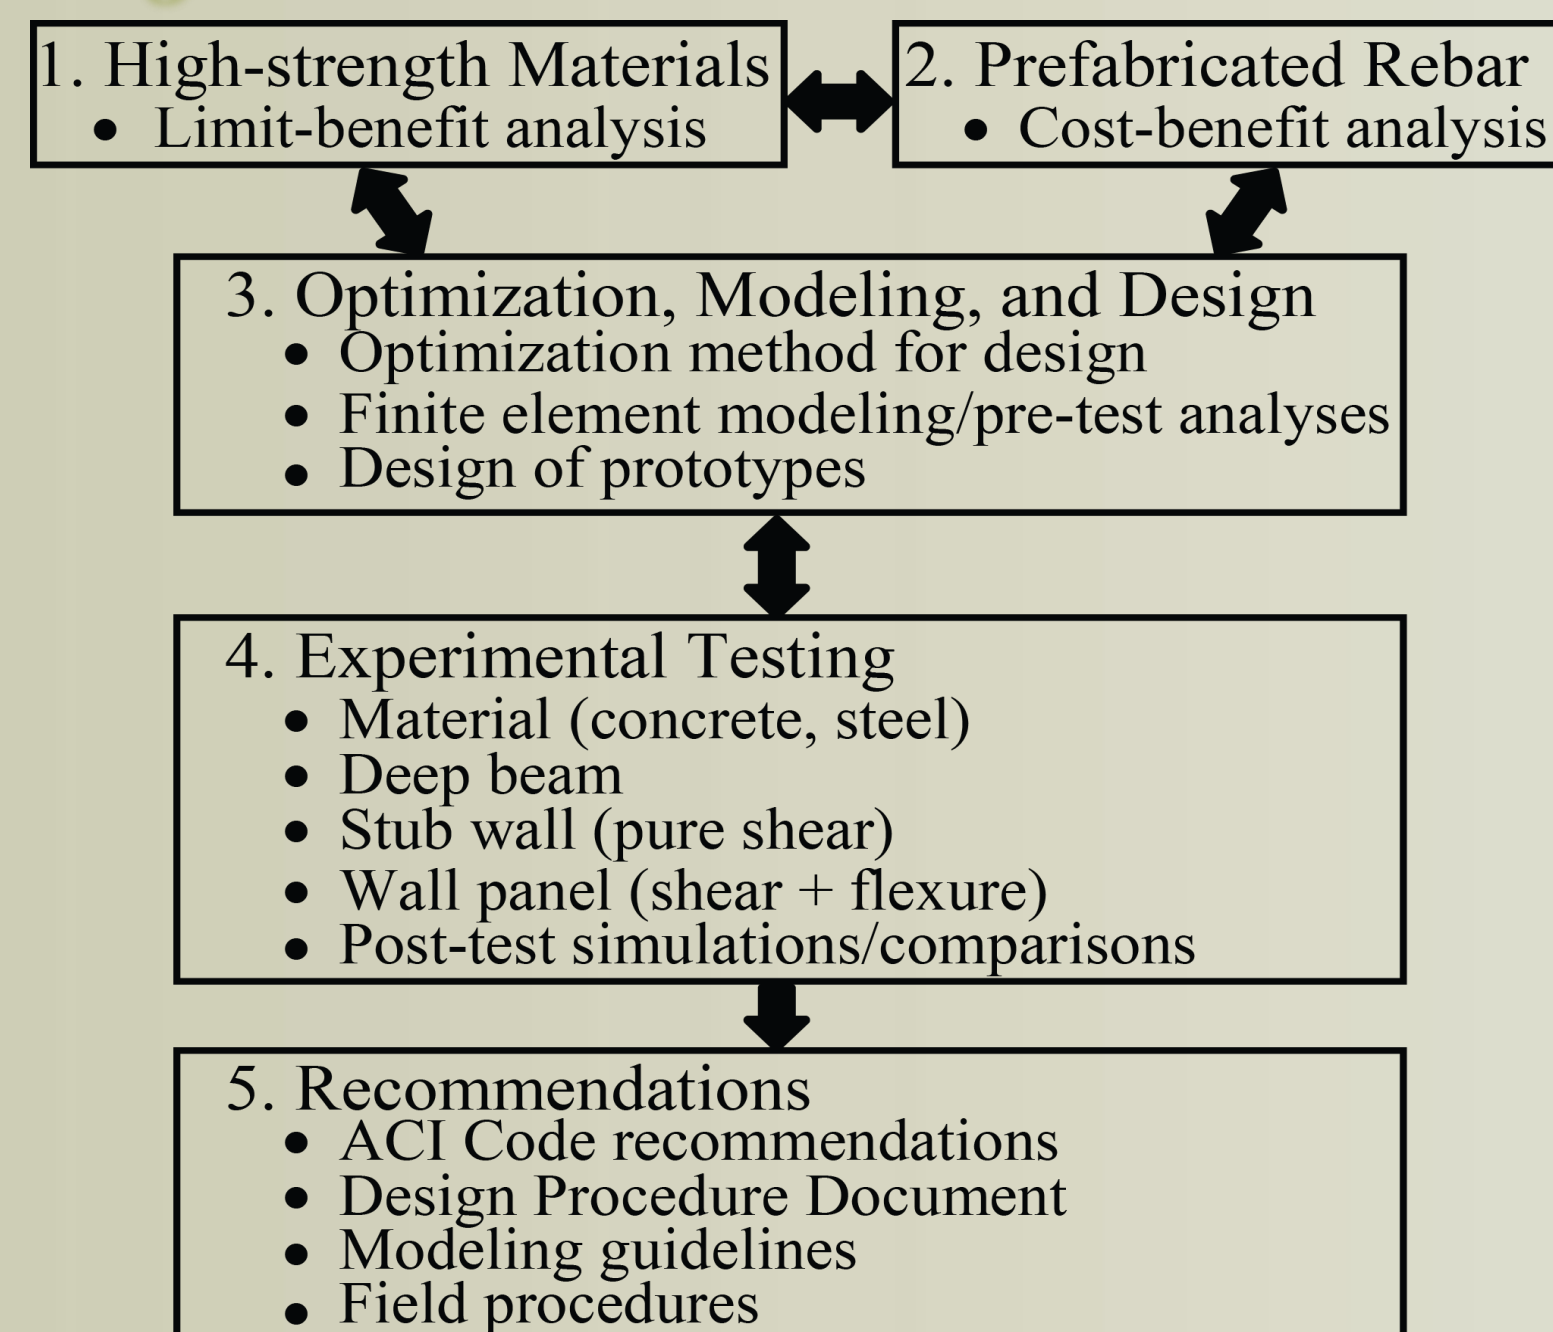 1. High-strength Materials
• Limit-benefit analysis
2. Prefabricated Rebar
• Cost-benefit analysis
3. Optimization, Modeling, and Design
• Optimization method for design
• Finite element modeling/pre-test analyses
• Design of prototypes
4. Experimental Testing
• Material (concrete, steel)
• Deep beam
• Stub wall (pure shear)
• Wall panel (shear + flexure)
• Post-test simulations/comparisons
5. Recommendations
• ACI Code recommendations
• Design Procedure Document
• Modeling guidelines
• Field procedures